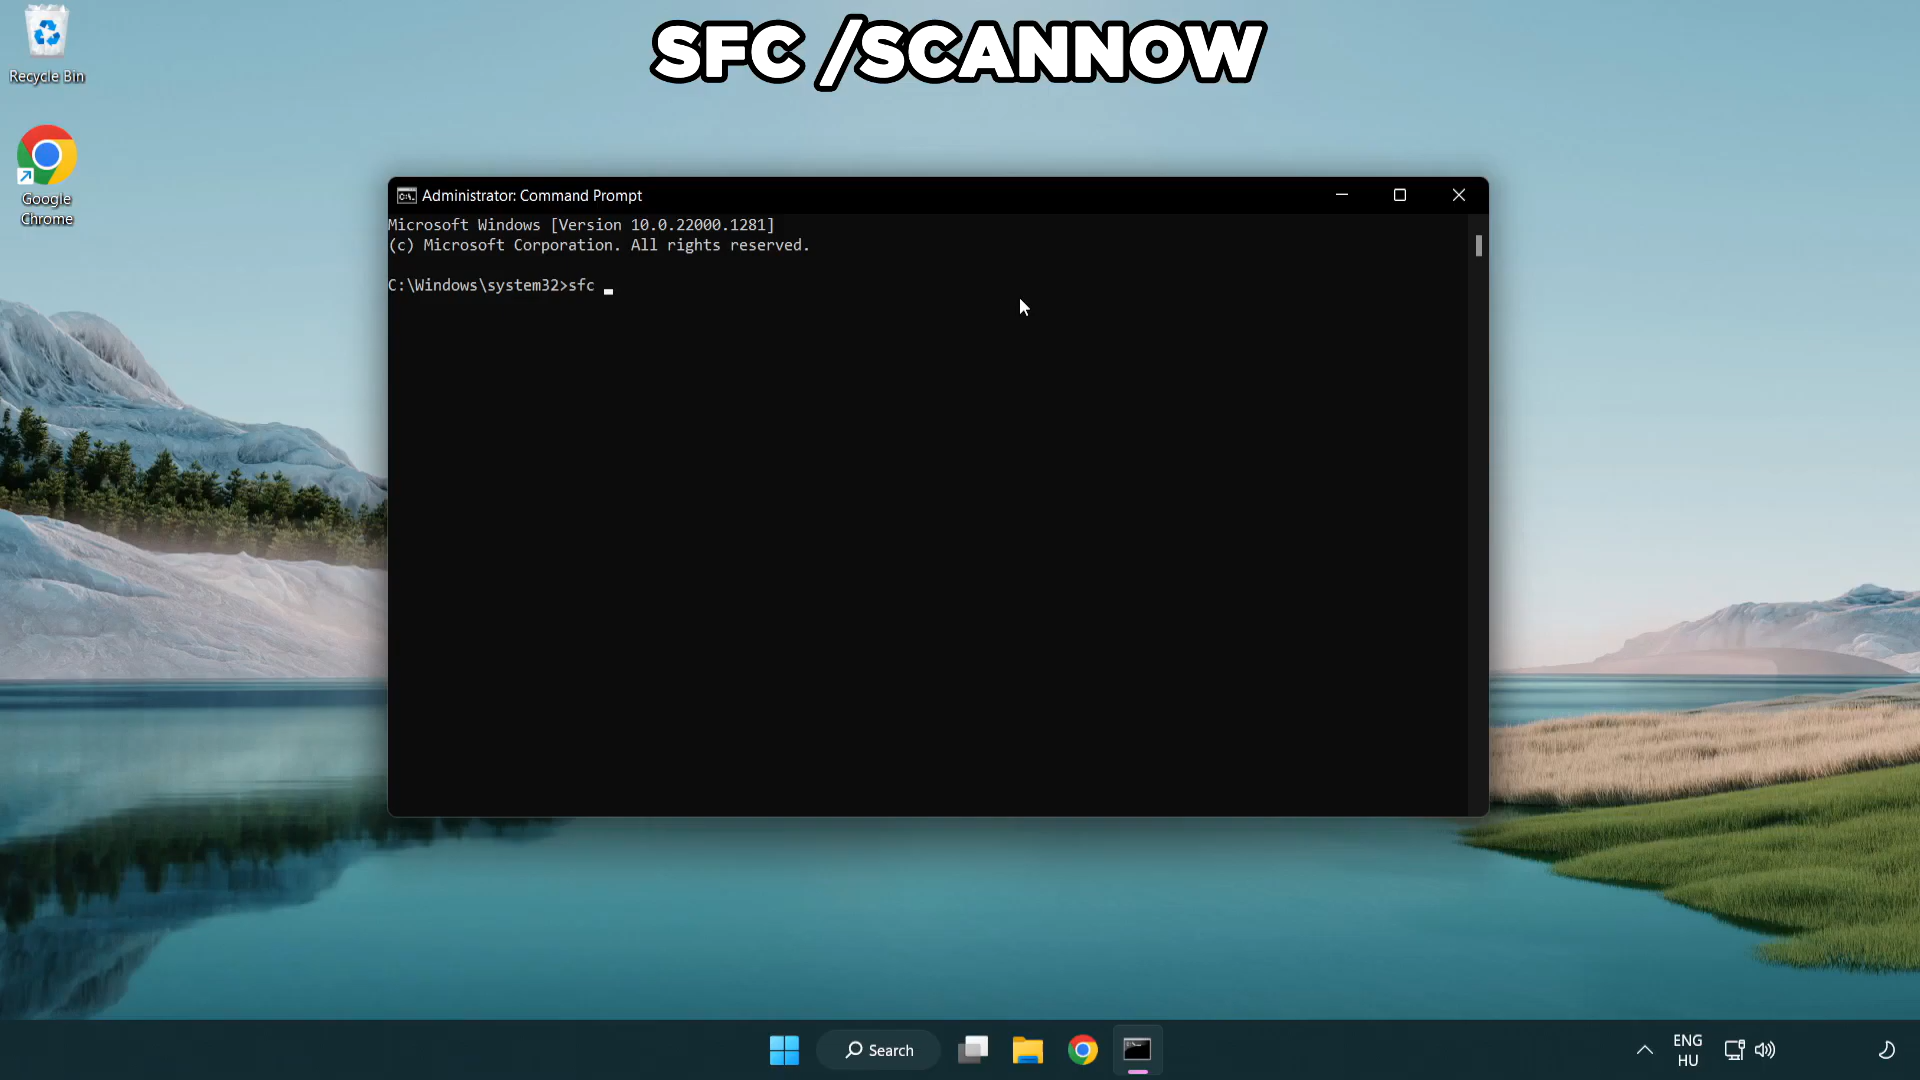 SFC /SCANNOW
Recycle Bin
Google
Chrome
Administrator: Command Prompt
Microsoft Windows [Version 10.0.22000.1281]
(c) Microsoft Corporation. All rights reserved.
C:\Windows\system32>sfc
Search
ENG
HU